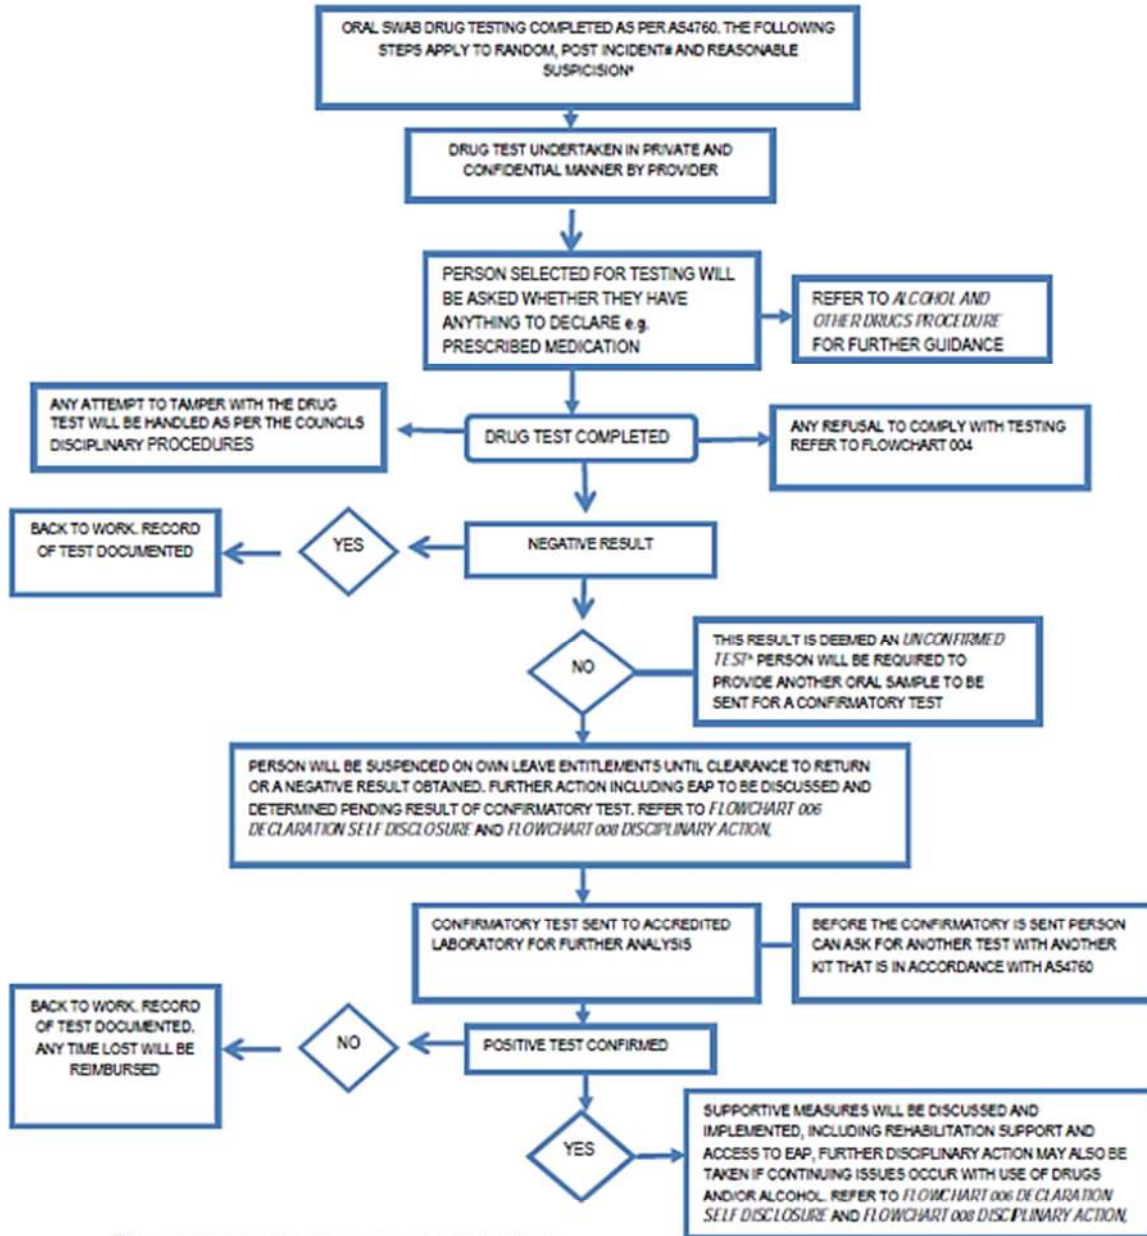 ORAL SWAB DRUG TESTING COMPLETED AS PER AS4760. THE FOLLOWING
STEPS APPLY TO RANDOM, POST INCIDENT# AND REASONABLE
SUSPICISION*
DRUG TEST UNDERTAKEN IN PRIVATE AND
CONFIDENTIAL MANNER BY PROVIDER
PERSON SELECTED FOR TESTING WILL
BE ASKED WHETHER THEY HAVE
ANYTHING TO DECLARE e.g.
PRESCRIBED MEDICATION
REFER TO ALCOHOL AND
OTHER DRUGS PROCEDURE
FOR FURTHER GUIDANCE
ANY ATTEMPT TO TAMPER WITH THE DRUG
TEST WILL BE HANDLED AS PER THE COUNCILS
DISCIPLINARY PROCEDURES
DRUG TEST COMPLETED
ANY REFUSAL TO COMPLY WITH TESTING
REFER TO FLOWCHART 004
BACK TO WORK. RECORD
OF TEST DOCUMENTED
YES
NEGATIVE RESULT
NO
THIS RESULT IS DEEMED AN UNCONFIRMED
TEST^ PERSON WILL BE REQUIRED TO
PROVIDE ANOTHER ORAL SAMPLE TO BE
SENT FOR A CONFIRMATORY TEST
PERSON WILL BE SUSPENDED ON OWN LEAVE ENTITLEMENTS UNTIL CLEARANCE TO RETURN
OR A NEGATIVE RESULT OBTAINED. FURTHER ACTION INCLUDING EAP TO BE DISCUSSED AND
DETERMINED PENDING RESULT OF CONFIRMATORY TEST. REFER TO FLOWCHART 006
DECLARATION SELF DISCLOSURE AND FLOWCHART 008 DISCIPLINARY ACTION,
CONFIRMATORY TEST SENT TO ACCREDITED
LABORATORY FOR FURTHER ANALYSIS
BEFORE THE CONFIRMATORY IS SENT PERSON
CAN ASK FOR ANOTHER TEST WITH ANOTHER
KIT THAT IS IN ACCORDANCE WITH AS4760
BACK TO WORK. RECORD
OF TEST DOCUMENTED.
ANY TIME LOST WILL BE
REIMBURSED
NO
POSITIVE TEST CONFIRMED
YES
SUPPORTIVE MEASURES WILL BE DISCUSSED AND
IMPLEMENTED, INCLUDING REHABILITATION SUPPORT AND
ACCESS TO EAP, FURTHER DISCIPLINARY ACTION MAY ALSO BE
TAKEN IF CONTINUING ISSUES OCCUR WITH USE OF DRUGS
AND/OR ALCOHOL. REFER TO FLOWCHART 006 DECLARATION
SELF DISCLOSURE AND FLOWCHART 008 DISCIPLINARY ACTION,